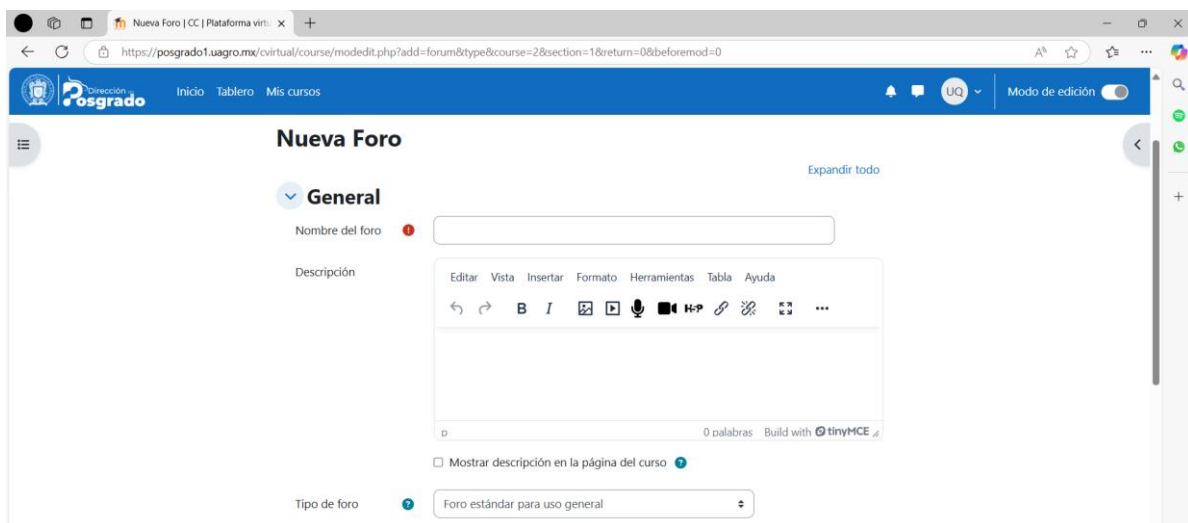 Nueva Foro | CC | Plataforma virtu
https://posgrado1.uagro.mx/cvirtual/course/modedit.php?add=forum&type&course=2&section=1&return=0&beforemod=0
Dirección de Posgrado
Inicio Tablero Mis cursos
UQ
Modo de edición
Nueva Foro
Expandir todo
General
Nombre del foro
Descripción
Editar Vista Insertar Formato Herramientas Tabla Ayuda
B I H-P
p
0 palabras Build with tinyMCE
Mostrar descripción en la página del curso
Tipo de foro
Foro estándar para uso general